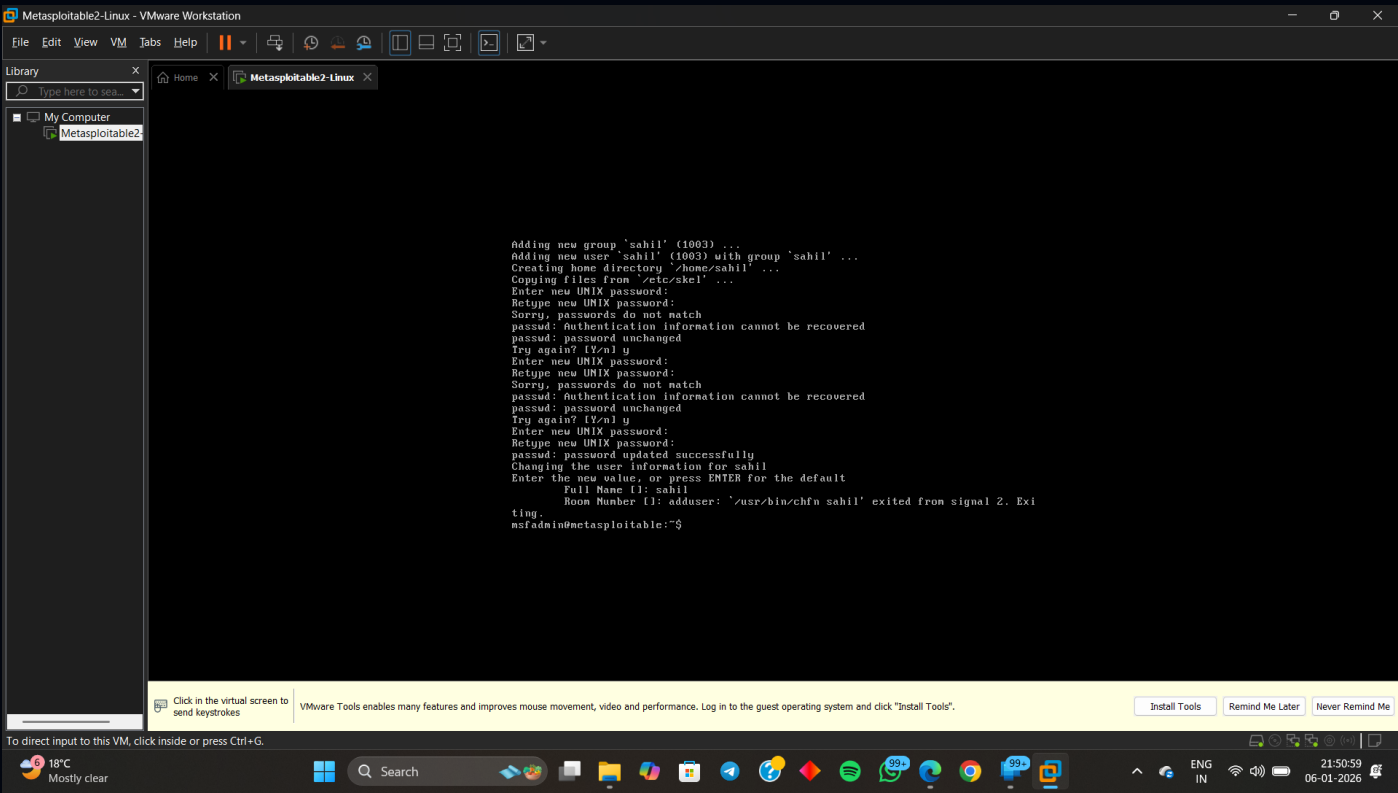 Metasploitable2-Linux - VMware Workstation
File Edit View VM Tabs Help
Library
Home
Metasploitable2-Linux
Type here to sea...
My Computer
Metasploitable2-
Adding new group `sahil' (1003) ...
Adding new user `sahil' (1003) with group `sahil' ...
Creating home directory `/home/sahil' ...
Copying files from `/etc/skel' ...
Enter new UNIX password:
Retype new UNIX password:
Sorry, passwords do not match
passwd: Authentication information cannot be recovered
passwd: password unchanged
Try again? [Y/n] y
Enter new UNIX password:
Retype new UNIX password:
Sorry, passwords do not match
passwd: Authentication information cannot be recovered
passwd: password unchanged
Try again? [Y/n] y
Enter new UNIX password:
Retype new UNIX password:
passwd: password updated successfully
Changing the user information for sahil
Enter the new value, or press ENTER for the default
Full Name []: sahil
Room Number []: adduser: `/usr/bin/chfn sahil' exited from signal 2. Exi
ting.
msfadmin@metasploitable:~$
Click in the virtual screen to
send keystrokes
VMware Tools enables many features and improves mouse movement, video and performance. Log in to the guest operating system and click "Install Tools".
Install Tools
Remind Me Later
Never Remind Me
To direct input to this VM, click inside or press Ctrl+G.
6
18°C
Mostly clear
Search
99+
99+
ENG
IN
21:50:59
06-01-2026